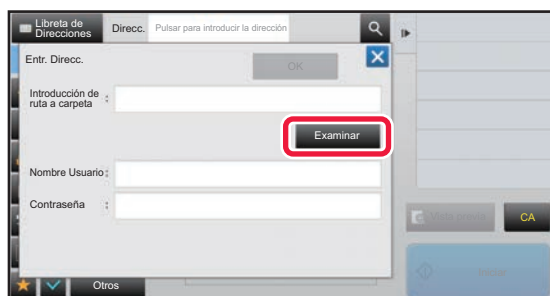 Libreta de
Direcciones
Direcc.
Pulsar para introducir la dirección
Entr. Direcc.
OK
Introducción de
ruta a carpeta :
Examinar
Nombre Usuario:
Contraseña :
CA
Otros